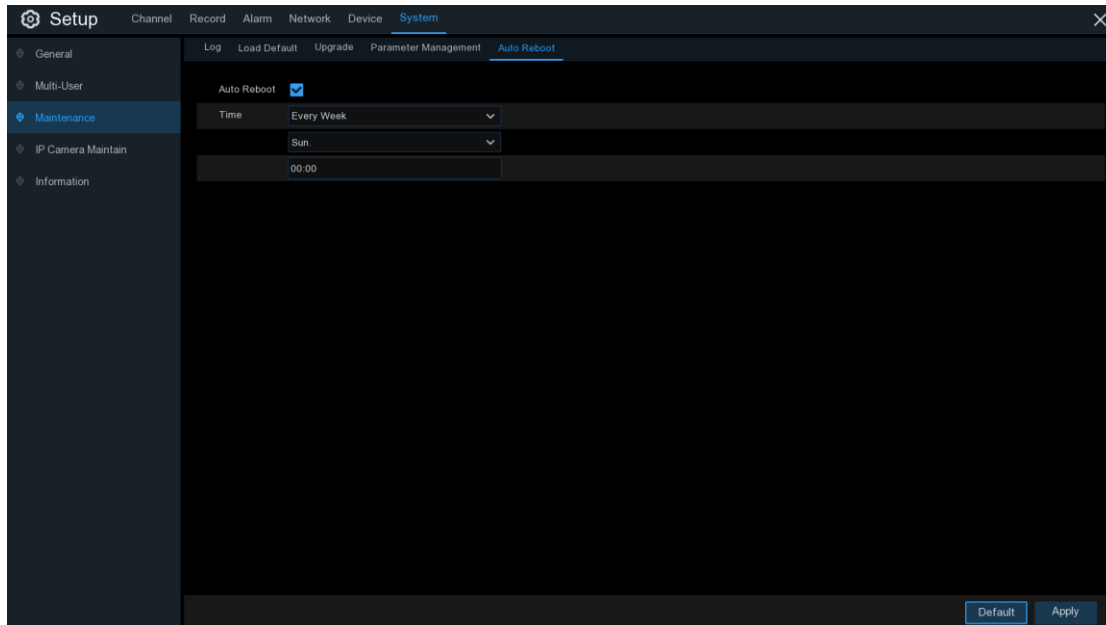 Setup Channel Record Alarm Network Device System
Log Load Default Upgrade Parameter Management Auto Reboot
General
Multi-User
Maintenance
IP Camera Maintain
Information
Auto Reboot
Time Every Week
Sun.
00:00
Default Apply